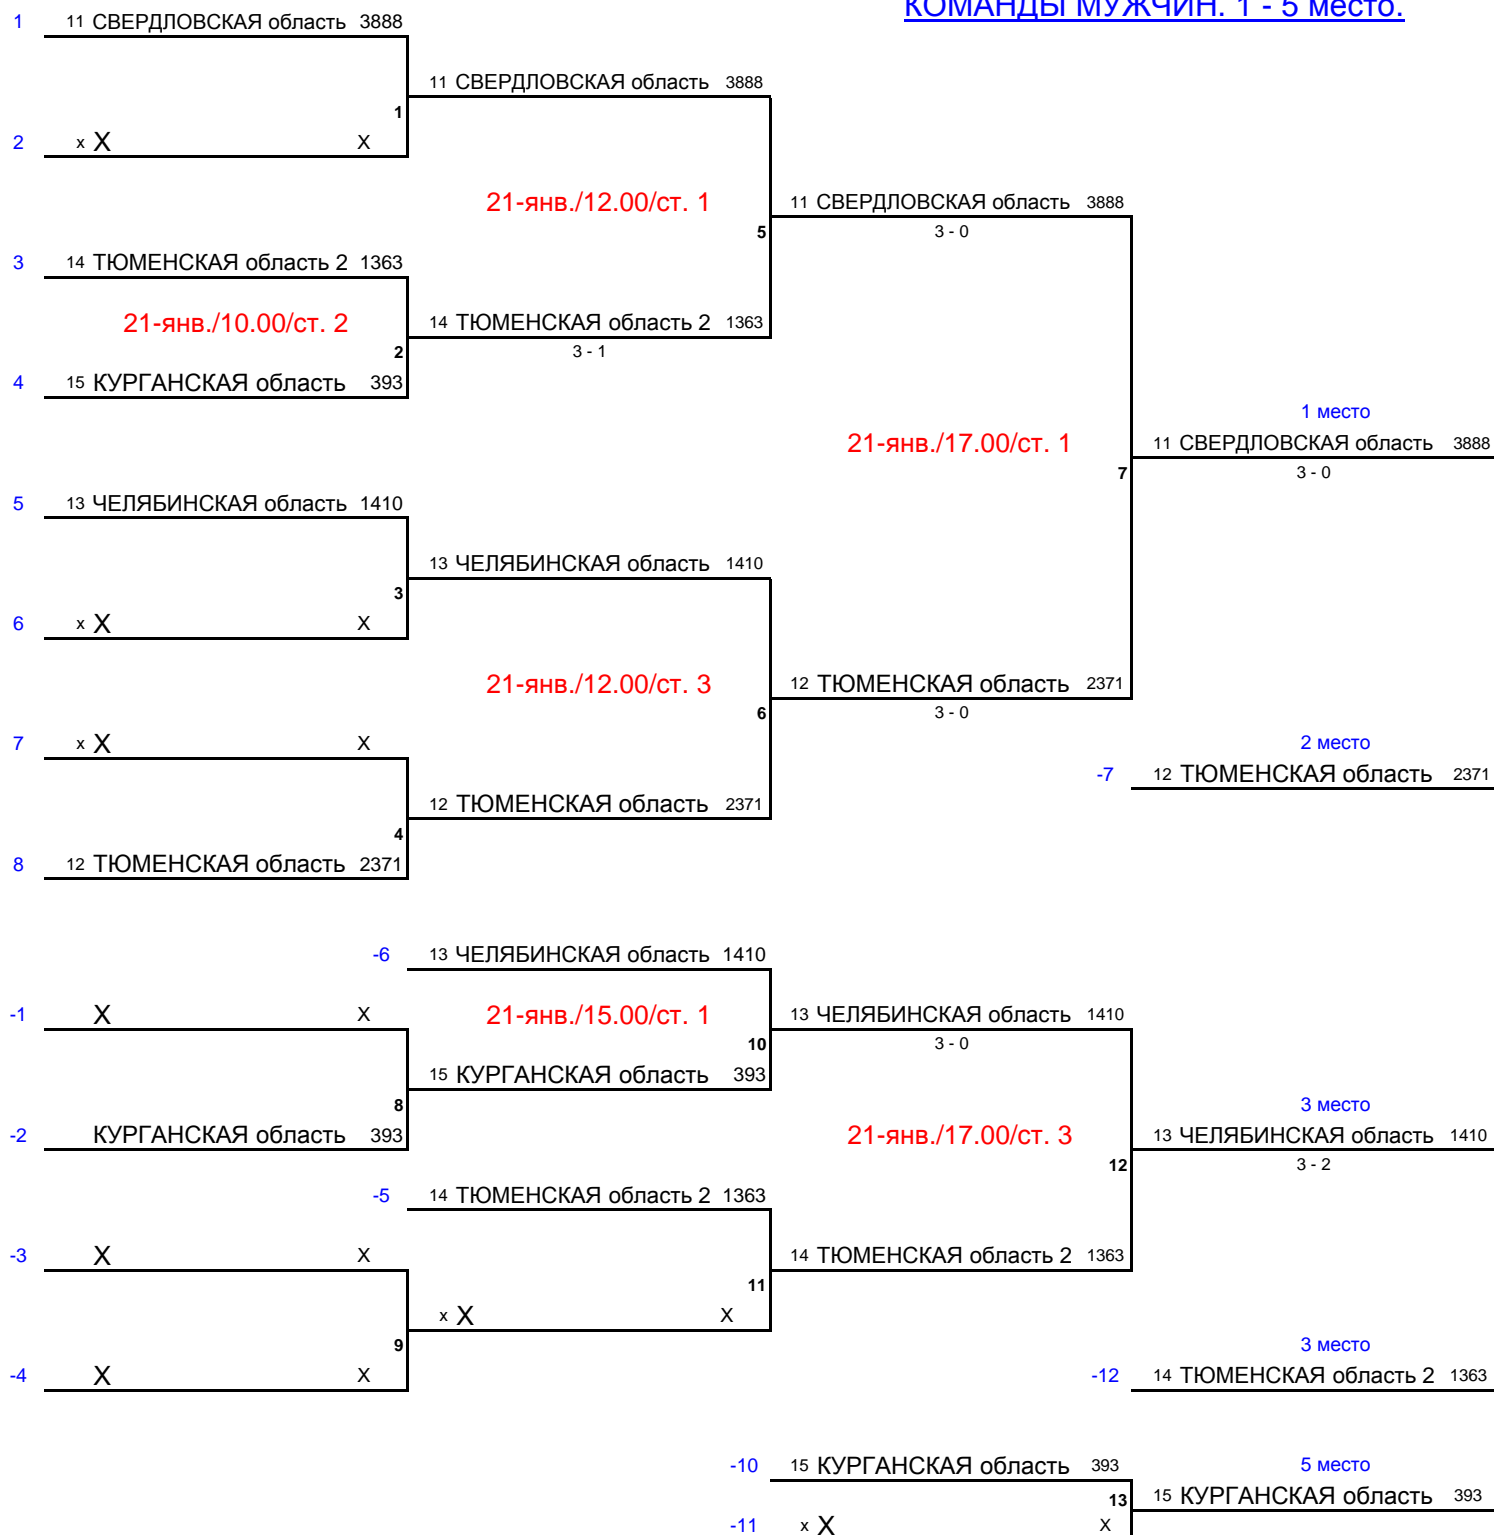 КОМАНДЫ МУЖЧИН. 1 - 5 место.
1 11 СВЕРДЛОВСКАЯ область 3888
11 СВЕРДЛОВСКАЯ область 3888
1
2 х Х Х
21-янв./12.00/ст. 1
11 СВЕРДЛОВСКАЯ область 3888
5 3 - 0
3 14 ТЮМЕНСКАЯ область 2 1363
21-янв./10.00/ст. 2
14 ТЮМЕНСКАЯ область 2 1363
2 3 - 1
4 15 КУРГАНСКАЯ область 393
1 место
21-янв./17.00/ст. 1
11 СВЕРДЛОВСКАЯ область 3888
7 3 - 0
5 13 ЧЕЛЯБИНСКАЯ область 1410
13 ЧЕЛЯБИНСКАЯ область 1410
3
6 х Х Х
21-янв./12.00/ст. 3
12 ТЮМЕНСКАЯ область 2371
6 3 - 0
7 х Х Х
2 место
-7 12 ТЮМЕНСКАЯ область 2371
12 ТЮМЕНСКАЯ область 2371
4
8 12 ТЮМЕНСКАЯ область 2371
-6 13 ЧЕЛЯБИНСКАЯ область 1410
-1 Х Х
21-янв./15.00/ст. 1
13 ЧЕЛЯБИНСКАЯ область 1410
10 3 - 0
15 КУРГАНСКАЯ область 393
8
3 место
-2 КУРГАНСКАЯ область 393
21-янв./17.00/ст. 3
13 ЧЕЛЯБИНСКАЯ область 1410
12 3 - 2
-5 14 ТЮМЕНСКАЯ область 2 1363
-3 Х Х
14 ТЮМЕНСКАЯ область 2 1363
11
х Х Х
9
3 место
-4 Х Х
-12 14 ТЮМЕНСКАЯ область 2 1363
-10 15 КУРГАНСКАЯ область 393
5 место
13 15 КУРГАНСКАЯ область 393
-11 х Х Х